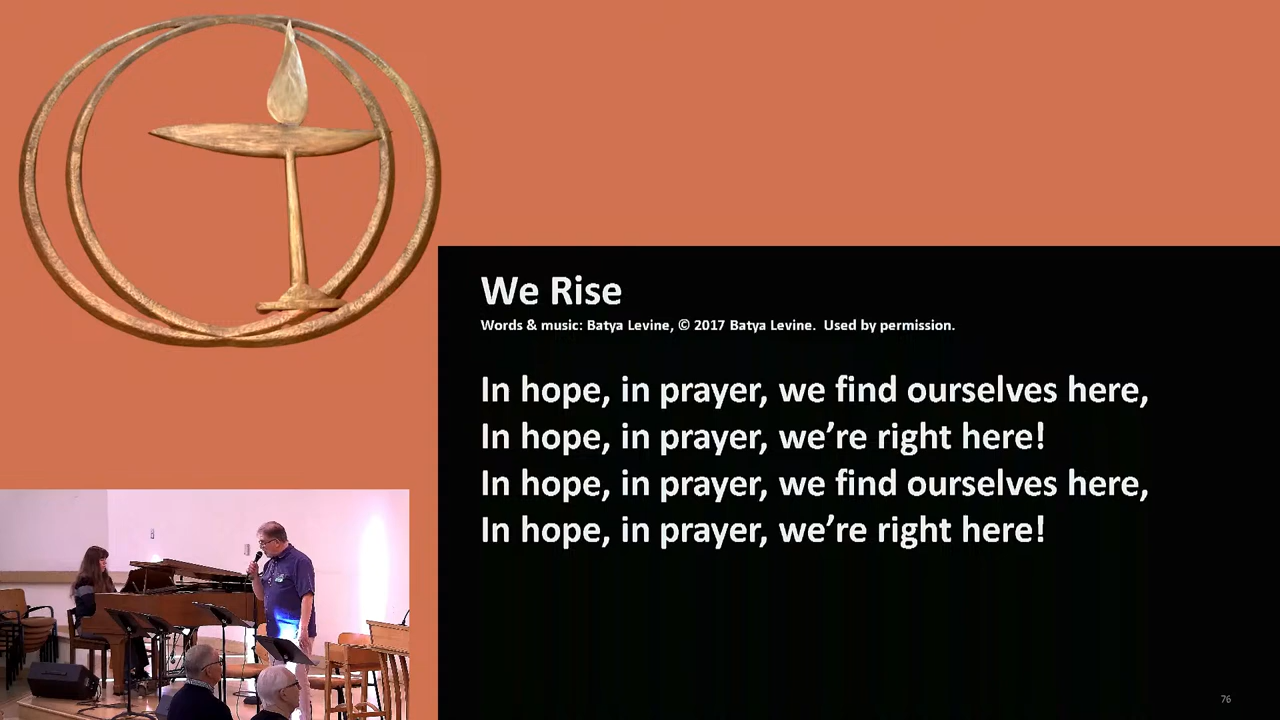 We Rise
Words & music: Batya Levine, © 2017 Batya Levine.  Used by permission.
In hope, in prayer, we find ourselves here,
In hope, in prayer, we’re right here!
In hope, in prayer, we find ourselves here,
In hope, in prayer, we’re right here!
76